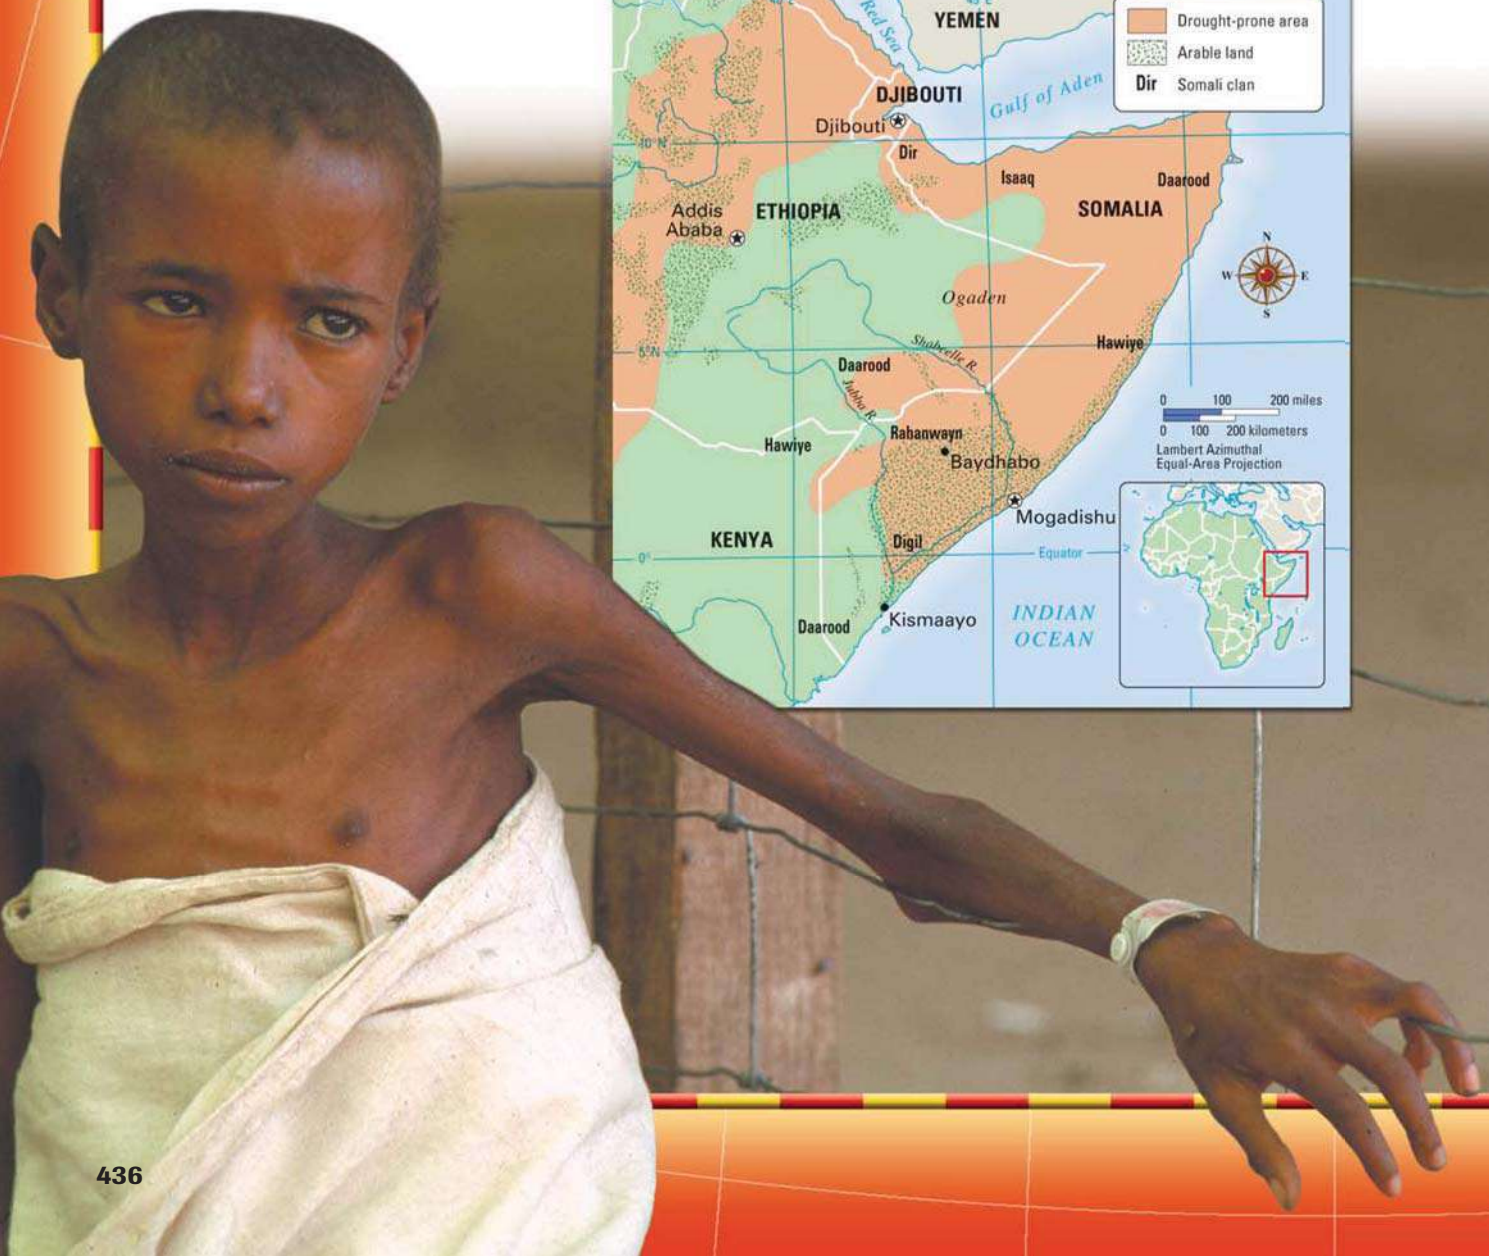 Red Sea
YEMEN
45°E
Drought-prone area
Arable land
Dir Somali clan
DJIBOUTI
Djibouti
Gulf of Aden
10°N
Dir
Isaaq
Daarood
Addis
Ababa
ETHIOPIA
SOMALIA
N
W E
S
Ogaden
5°N
Shabeelle R.
Hawiye
Daarood
Jubba R.
0 100 200 miles
0 100 200 kilometers
Lambert Azimuthal
Equal-Area Projection
Hawiye
Rahanwayn
Baydhabo
Mogadishu
KENYA
Digil
0°
Equator
INDIAN
OCEAN
Kismaayo
Daarood
436